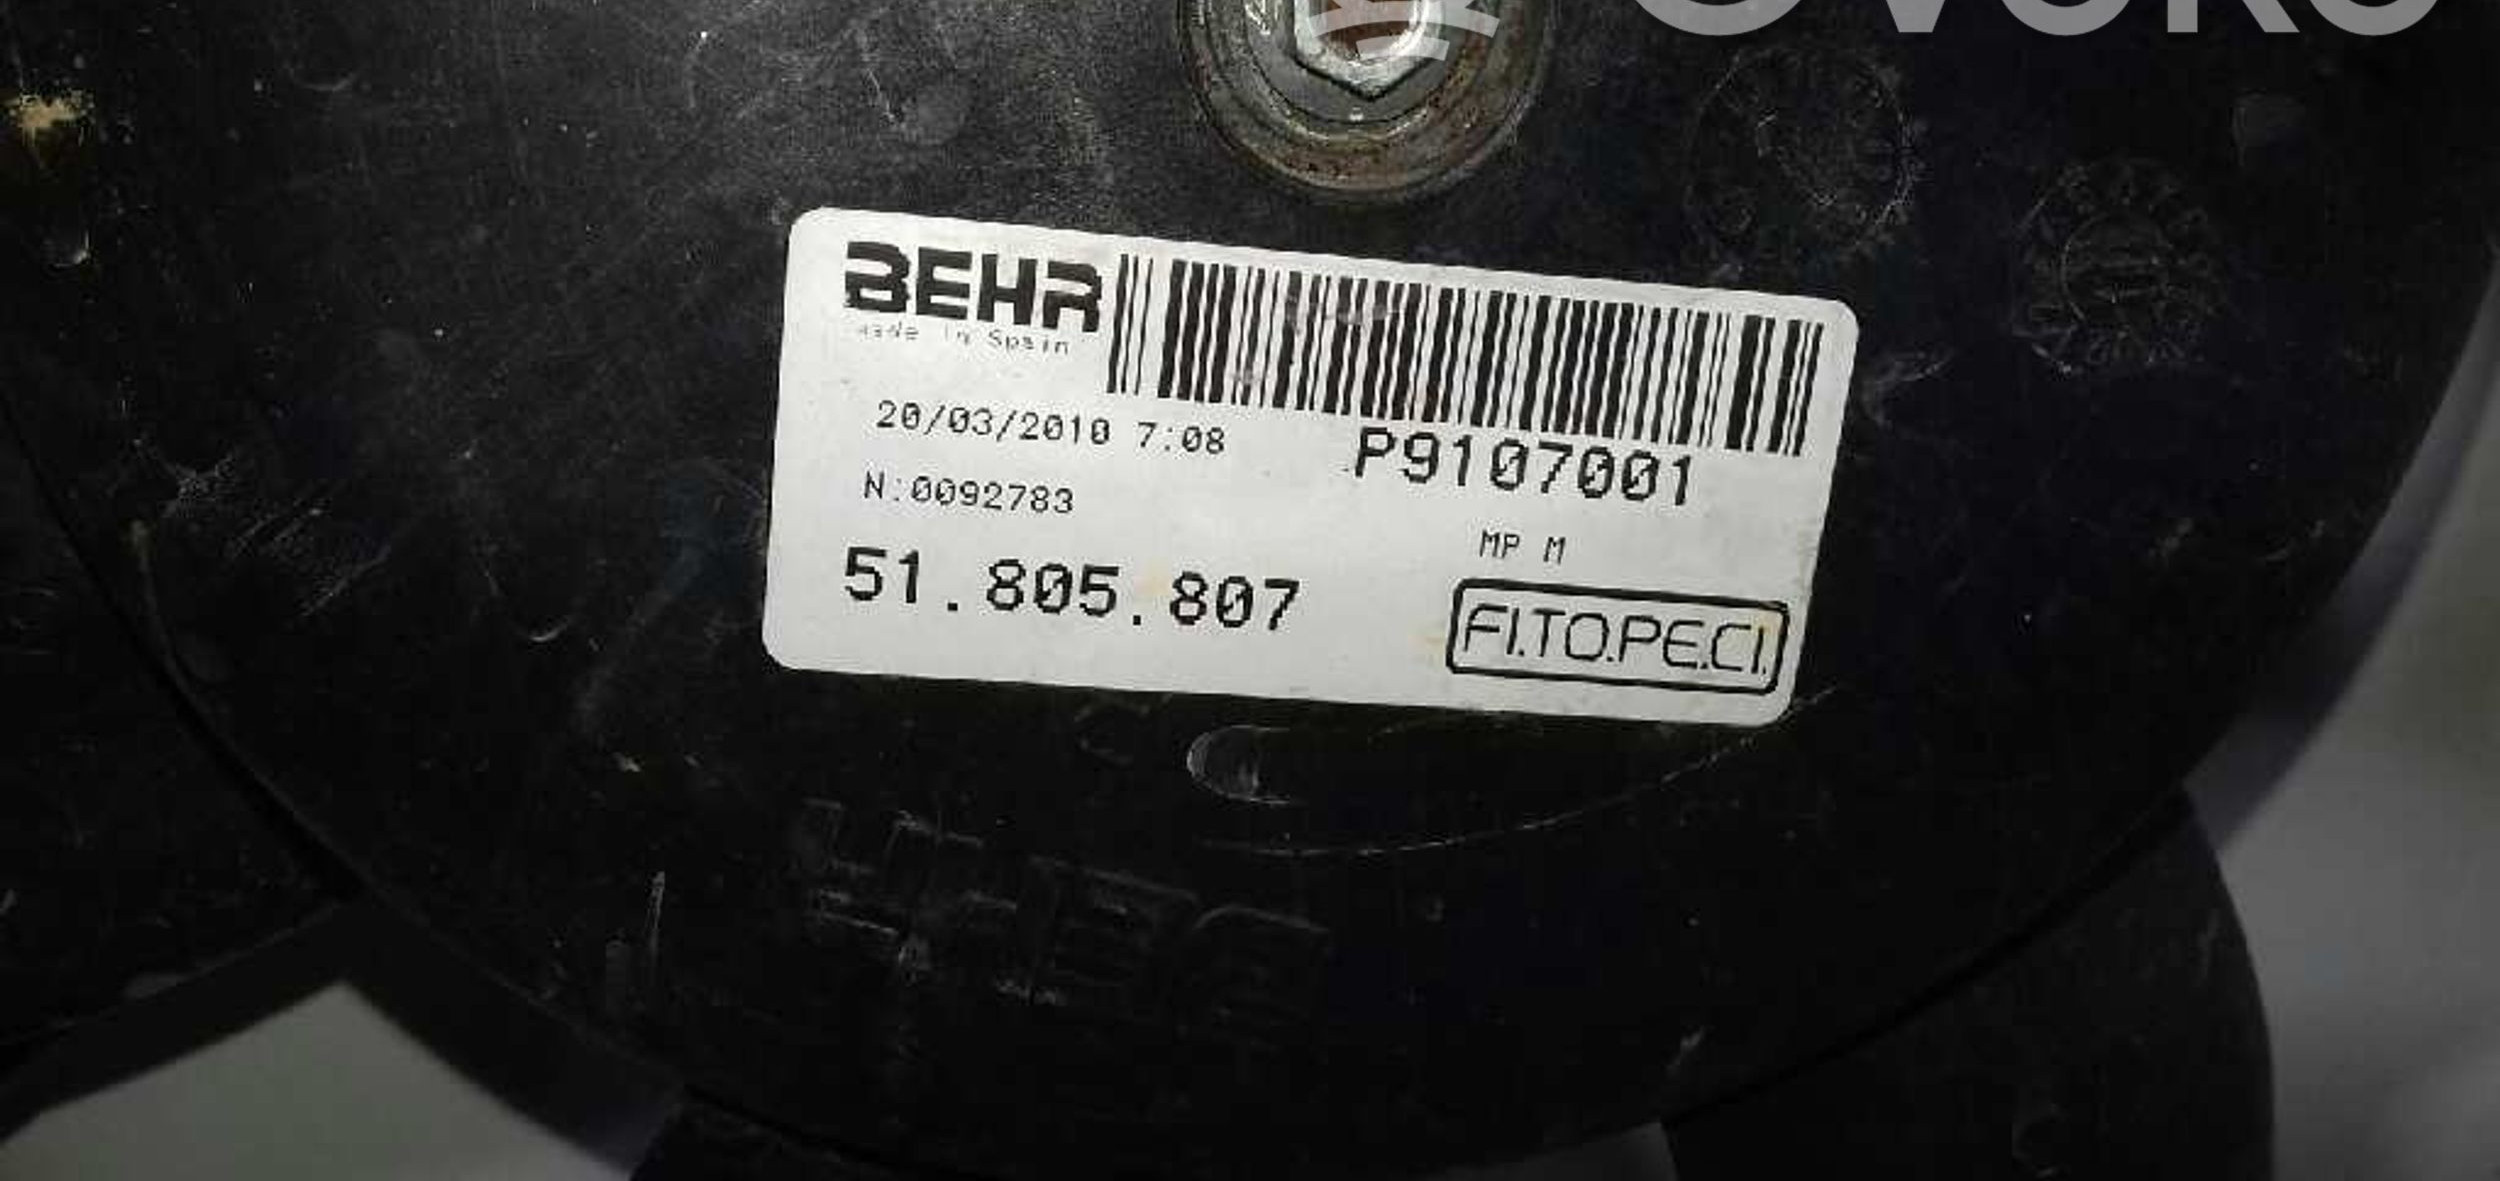 BEHR
made in Spain
20/03/2010 7:08
P9107001
N:0092783
MP M
51.805.807
FI.TO.PE.CI.